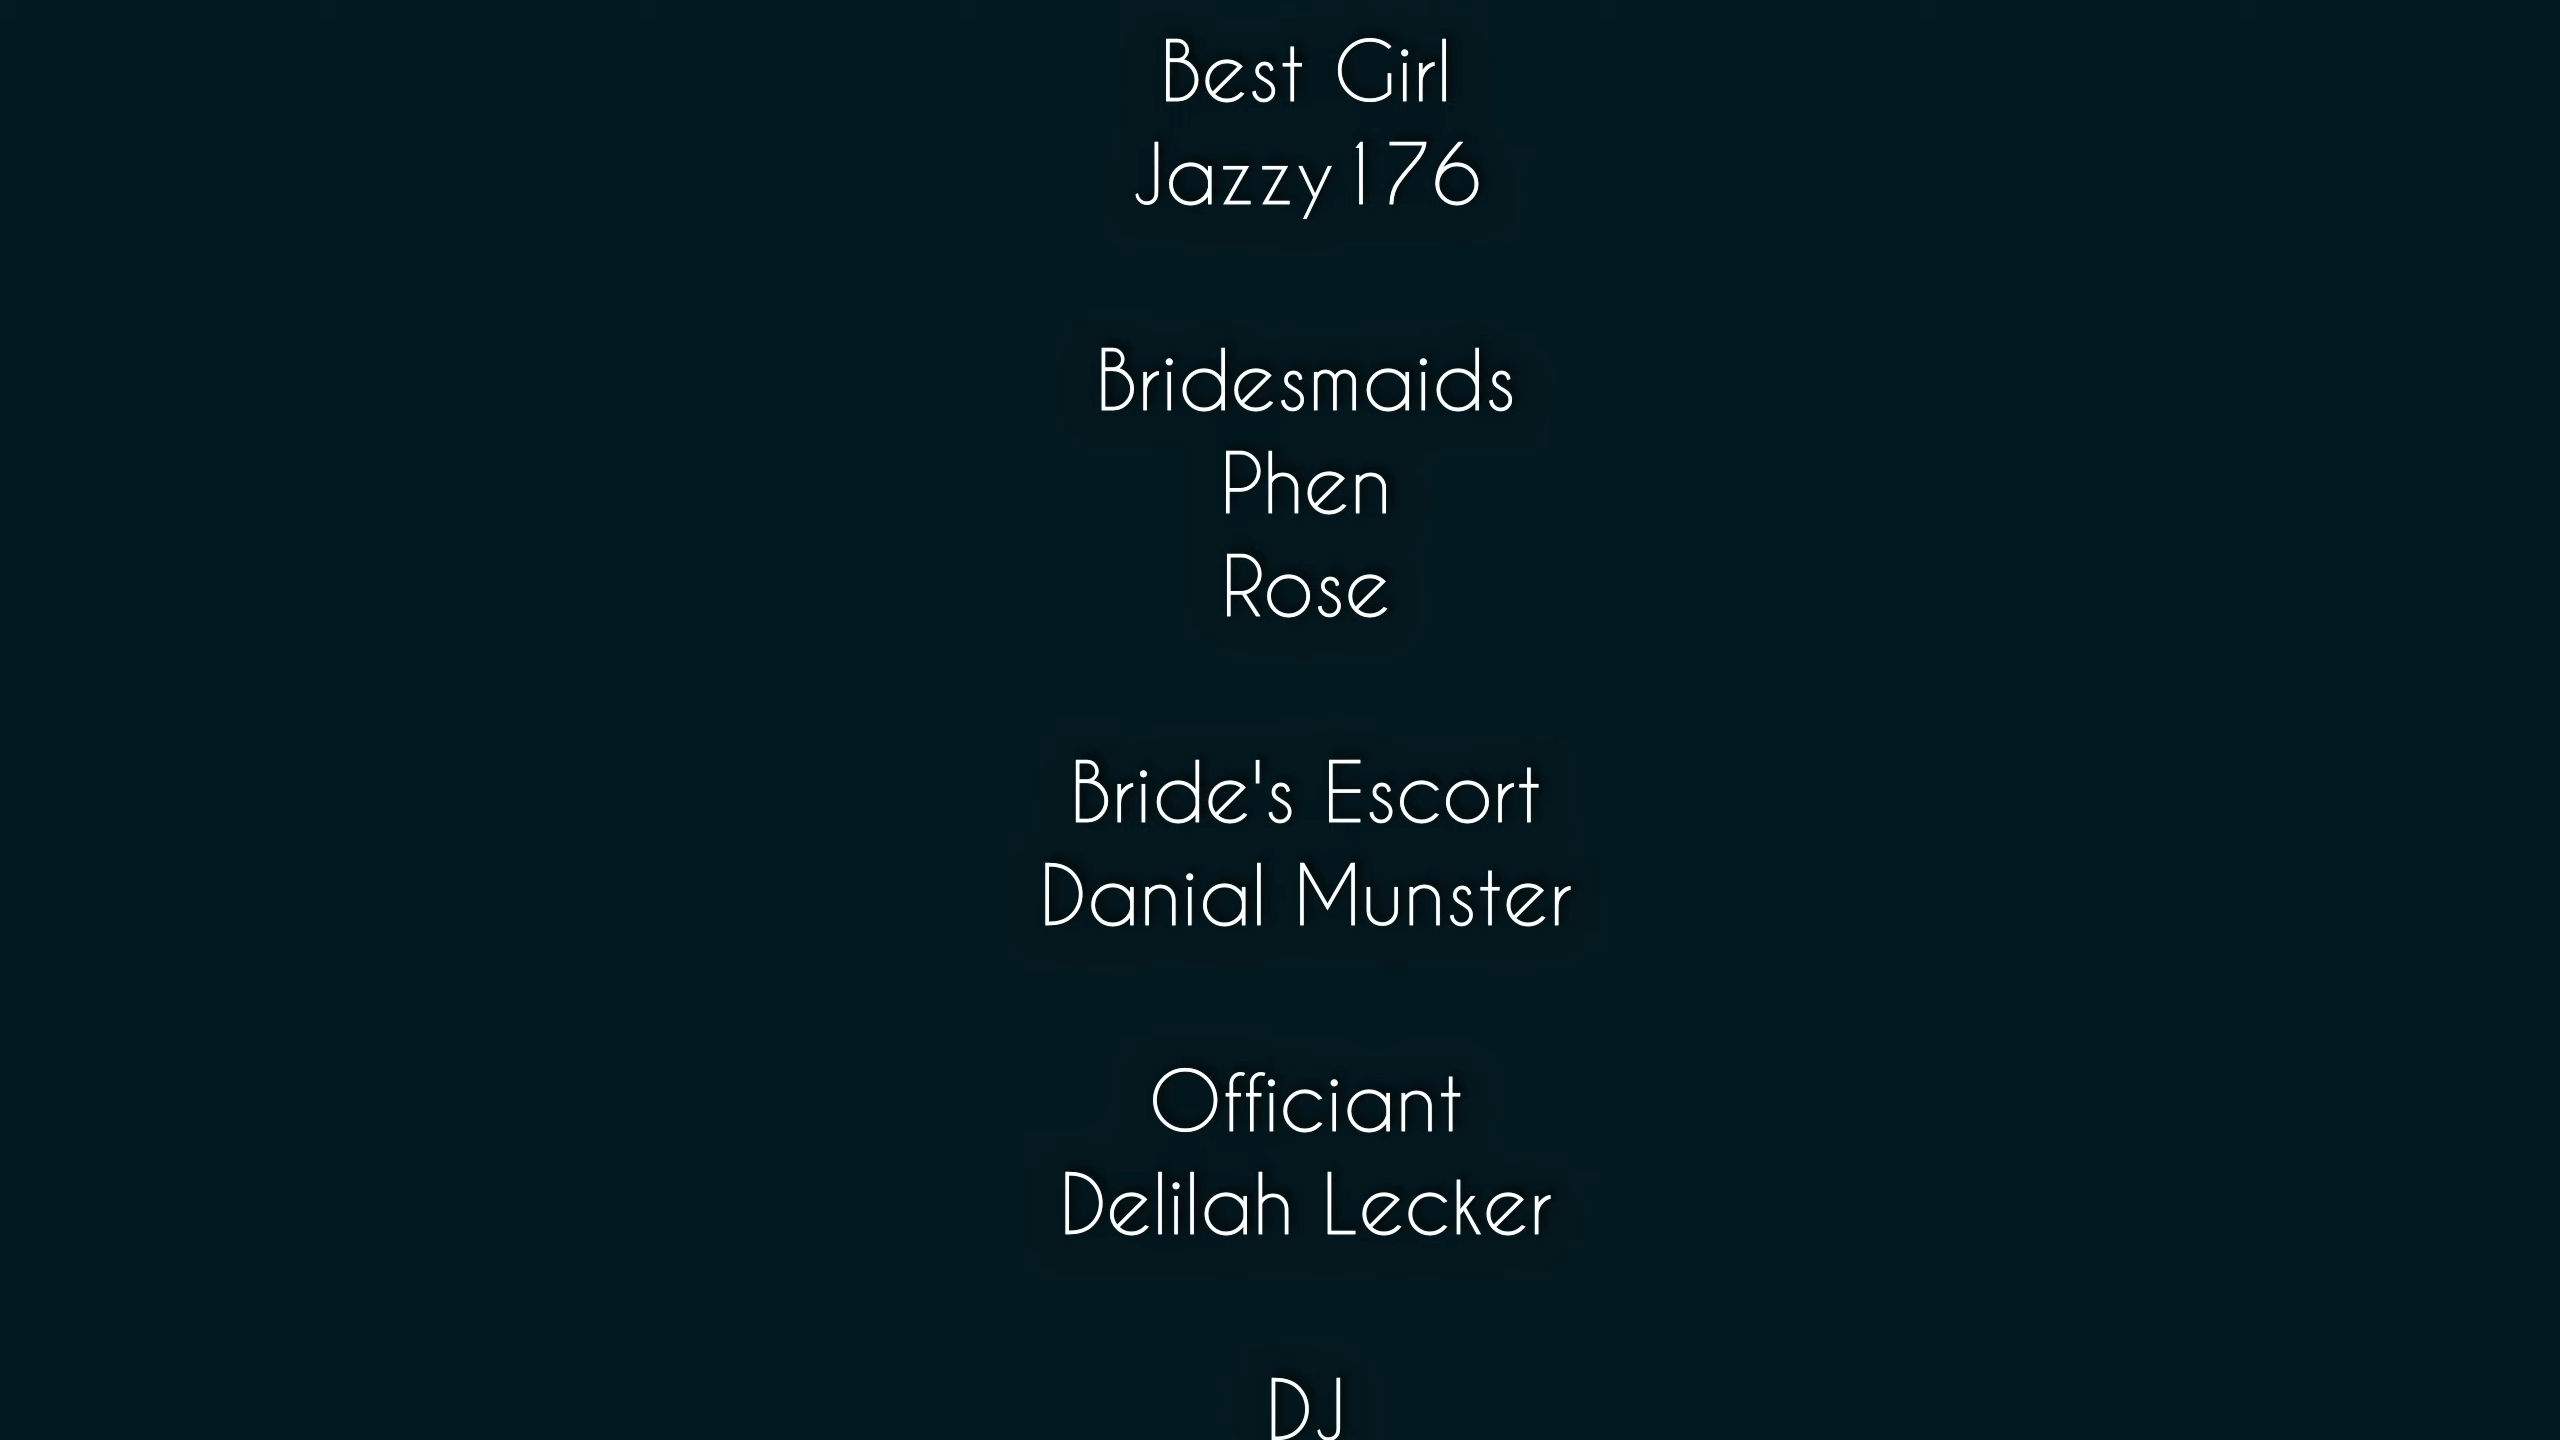 Best Girl
Jazzy176
Bridesmaids
Phen
Rose
Bride's Escort
Danial Munster
Officiant
Delilah Lecker
DJ